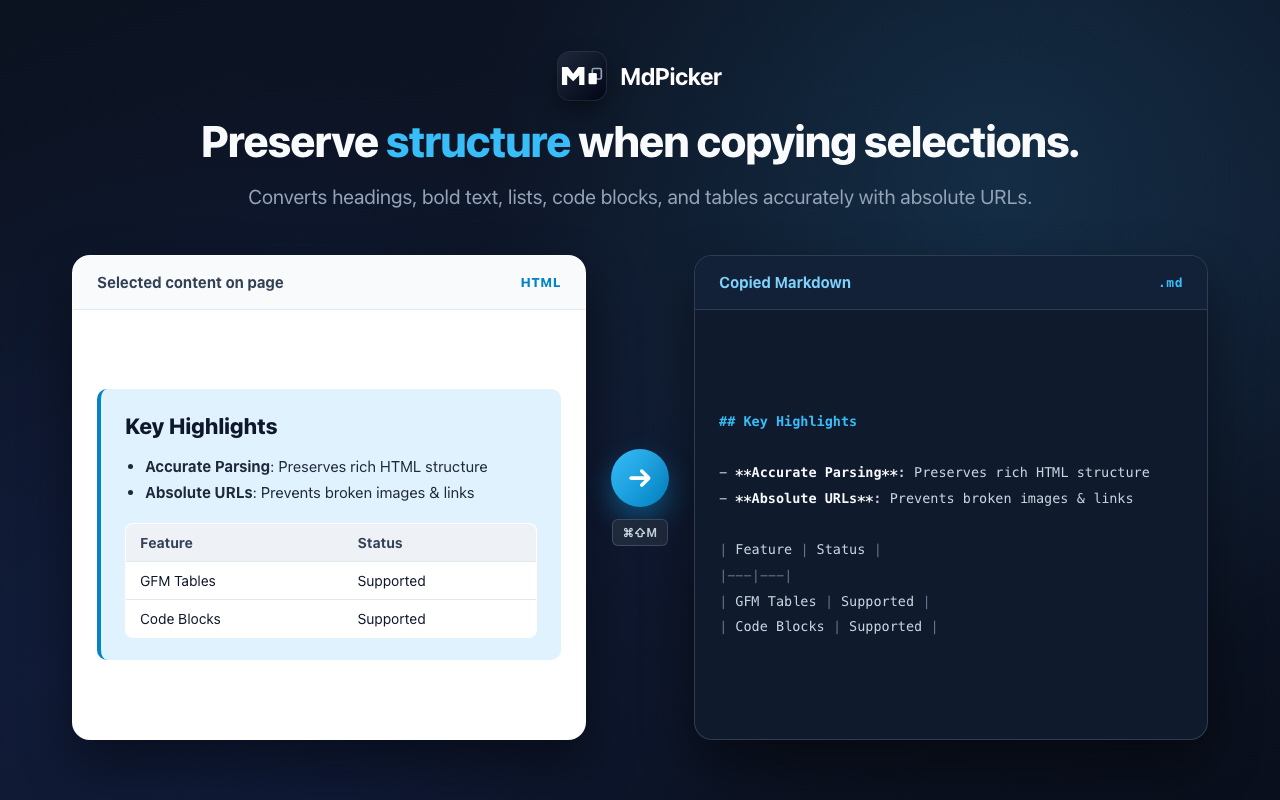 MdPicker
Preserve structure when copying selections.
Converts headings, bold text, lists, code blocks, and tables accurately with absolute URLs.
Selected content on page HTML
Key Highlights
• Accurate Parsing: Preserves rich HTML structure
• Absolute URLs: Prevents broken images & links
Feature Status
GFM Tables Supported
Code Blocks Supported
⌘⇧M
Copied Markdown .md
## Key Highlights
- **Accurate Parsing**: Preserves rich HTML structure
- **Absolute URLs**: Prevents broken images & links
| Feature | Status |
|---|---|
| GFM Tables | Supported |
| Code Blocks | Supported |